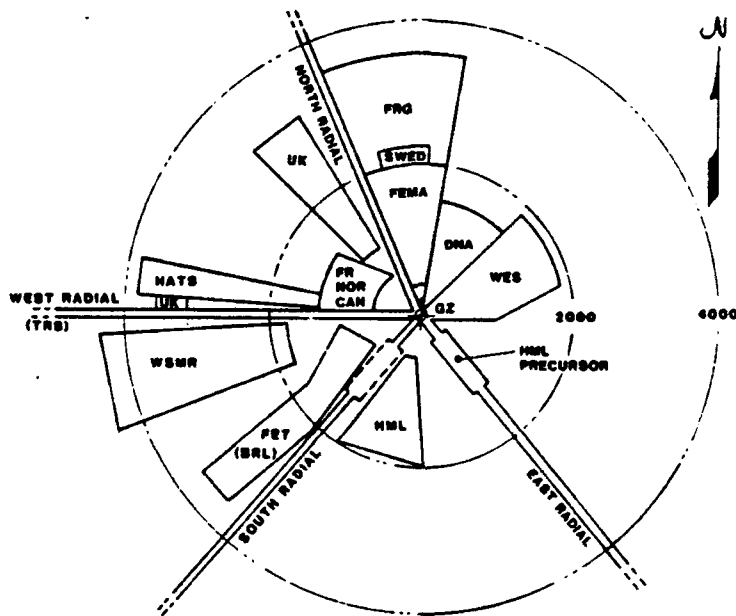 N
NORTH RADIAL
FRG
SWED
UK
FEMA
DNA
WES
FR
NOR
CAN
NATS
UK
WEST RADIAL
(TRS)
GZ
2000
4000
HML
PRECURSOR
WSMR
HML
FET
(BRL)
SOUTH RADIAL
EAST RADIAL